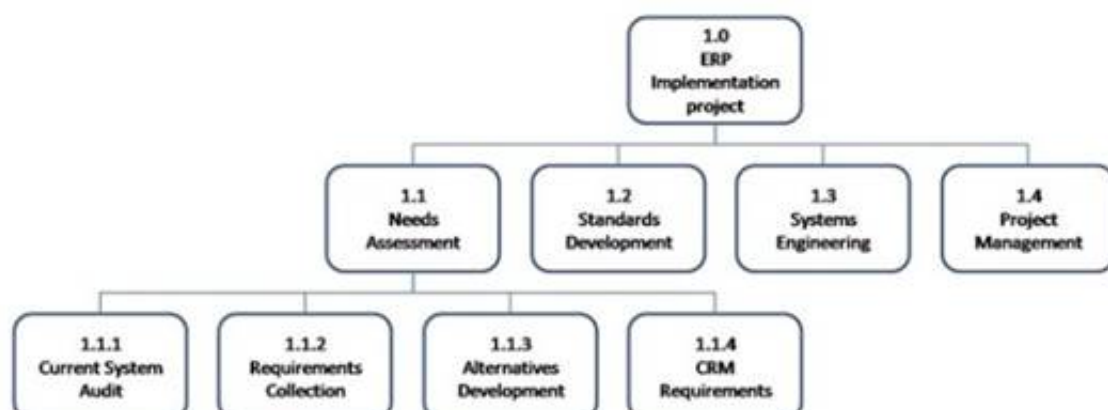 1.0
ERP
Implementation
project
1.1
Needs
Assessment
1.2
Standards
Development
1.3
Systems
Engineering
1.4
Project
Management
1.1.1
Current System
Audit
1.1.2
Requirements
Collection
1.1.3
Alternatives
Development
1.1.4
CRM
Requirements